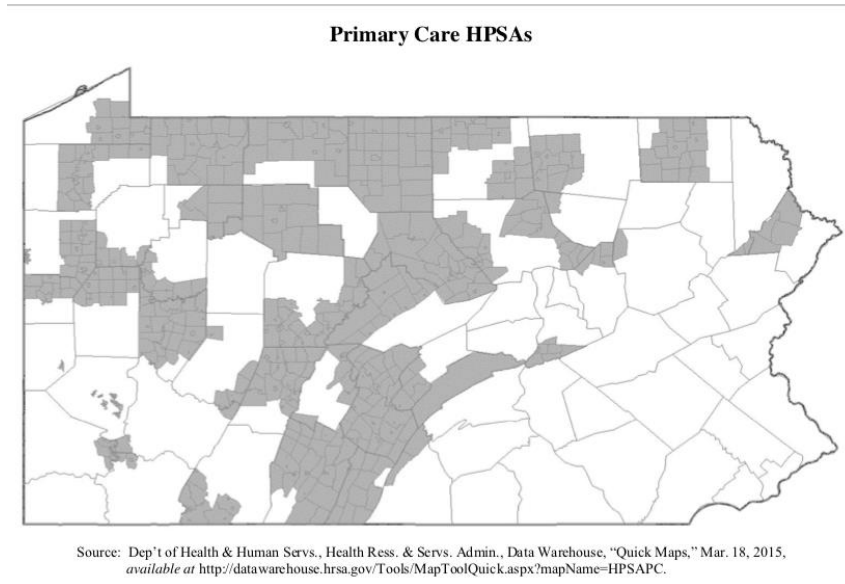 Primary Care HPSAs
Source: Dep't of Health & Human Servs., Health Ress. & Servs. Admin., Data Warehouse, “Quick Maps,” Mar. 18, 2015,
available at http://datawarehouse.hrsa.gov/Tools/MapToolQuick.aspx?mapName=HPSAPC.